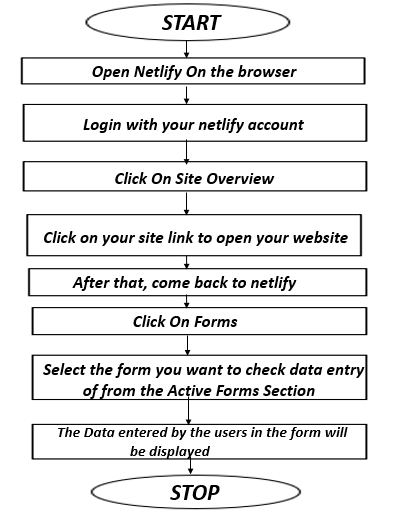 START
Open Netlify On the browser
Login with your netlify account
Click On Site Overview
Click on your site link to open your website
After that, come back to netlify
Click On Forms
Select the form you want to check data entry
of from the Active Forms Section
The Data entered by the users in the form will
be displayed
STOP